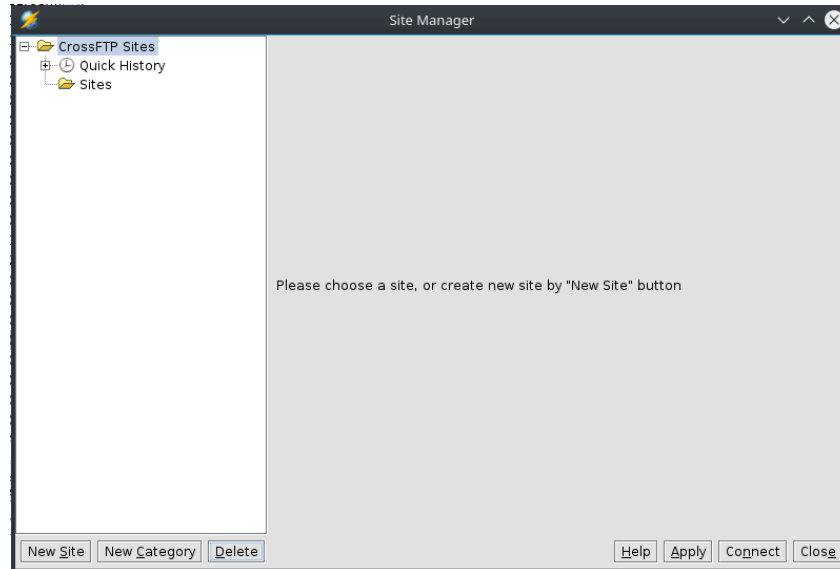 Site Manager
CrossFTP Sites
Quick History
Sites
Please choose a site, or create new site by "New Site" button
New Site New Category Delete Help Apply Connect Close